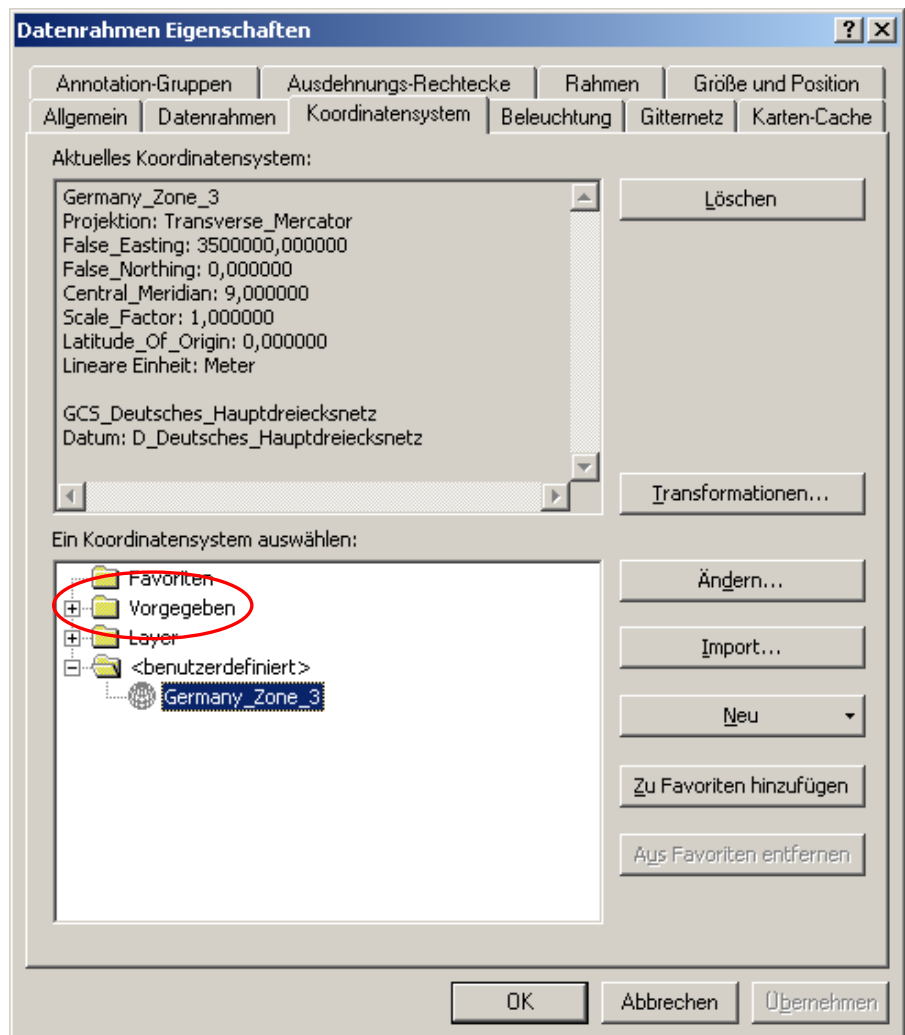 Datenrahmen Eigenschaften
Annotation-Gruppen Ausdehnungs-Rechtecke Rahmen Größe und Position
Allgemein Datenrahmen Koordinatensystem Beleuchtung Gitternetz Karten-Cache
Aktuelles Koordinatensystem:
Germany_Zone_3
Projektion: Transverse_Mercator
False_Easting: 3500000,000000
False_Northing: 0,000000
Central_Meridian: 9,000000
Scale_Factor: 1,000000
Latitude_Of_Origin: 0,000000
Lineare Einheit: Meter
GCS_Deutsches_Hauptdreiecksnetz
Datum: D_Deutsches_Hauptdreiecksnetz
Löschen
Transformationen...
Ein Koordinatensystem auswählen:
Favoriten
Vorgegeben
Layer
<benutzerdefiniert>
Germany_Zone_3
Ändern...
Import...
Neu
Zu Favoriten hinzufügen
Aus Favoriten entfernen
OK Abbrechen Übernehmen